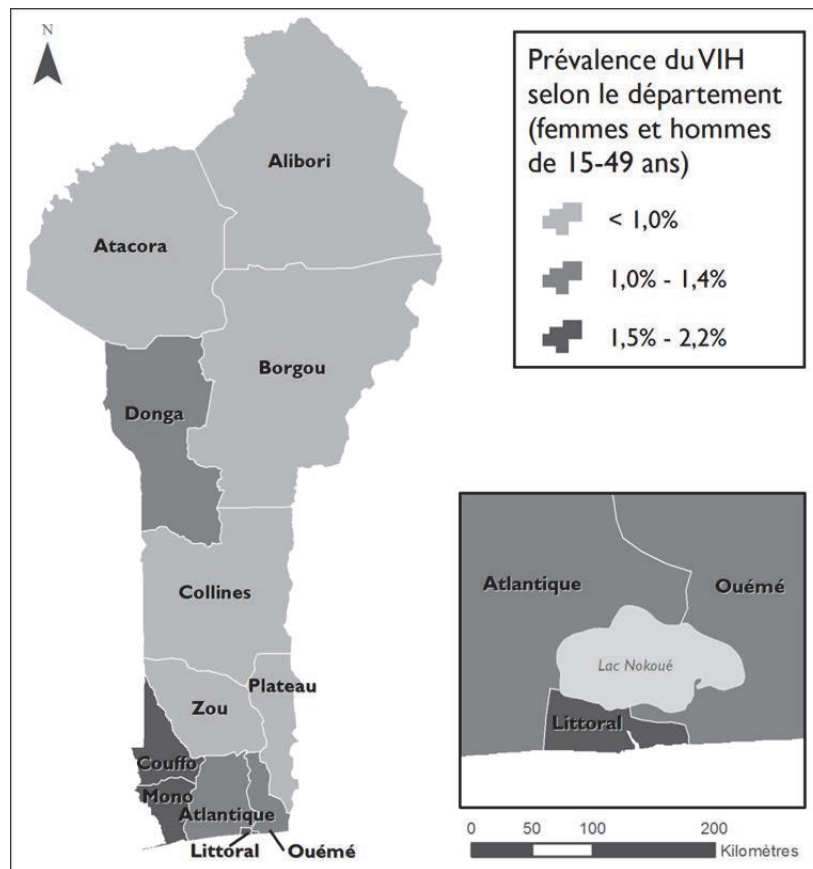 N
Prévalence du VIH
selon le département
(femmes et hommes
de 15-49 ans)
< 1,0%
1,0% - 1,4%
1,5% - 2,2%
Alibori
Atacora
Borgou
Donga
Collines
Plateau
Zou
Couffo
Mono
Atlantique
Littoral
Ouémé
Atlantique
Ouémé
Lac Nokoué
Littoral
0 50 100 200
Kilomètres